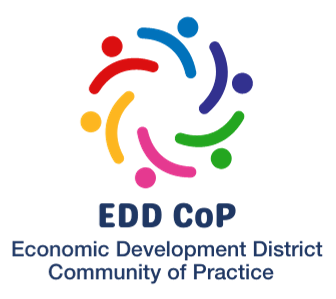 EDD CoP
Economic Development District
Community of Practice